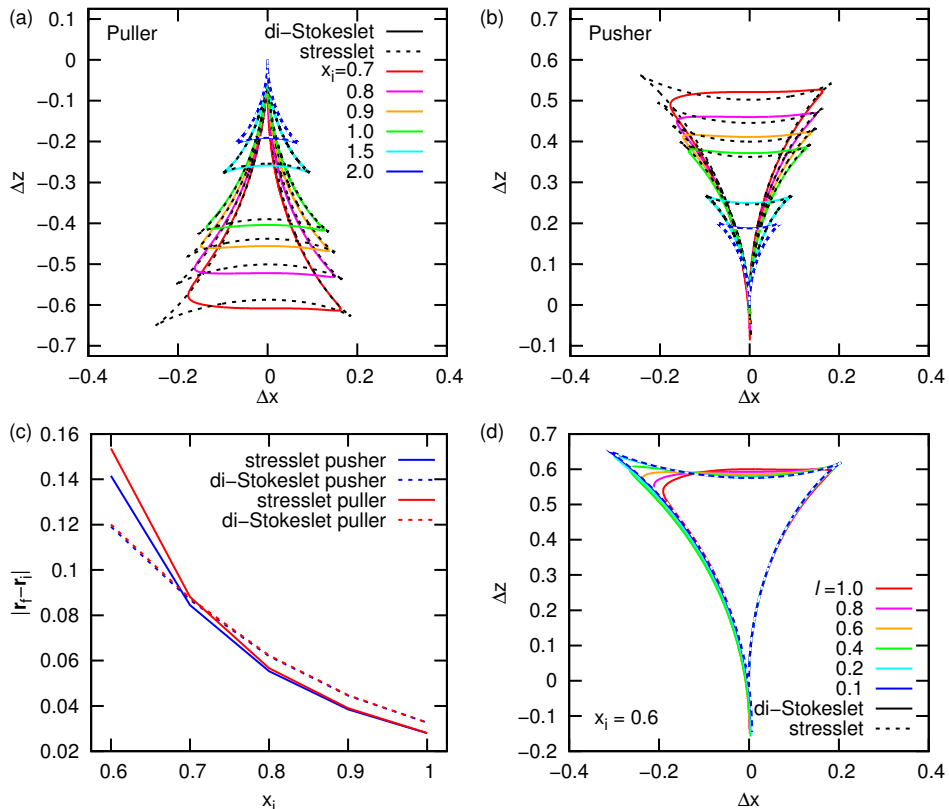 (a)
Puller
di−Stokeslet
stresslet
x_i=0.7
0.8
0.9
1.0
1.5
2.0
0.1
0
−0.1
−0.2
−0.3
−0.4
−0.5
−0.6
−0.7
Δz
−0.4
−0.2
0
0.2
0.4
Δx
(b)
Pusher
0.7
0.6
0.5
0.4
0.3
0.2
0.1
0
−0.1
Δz
−0.4
−0.2
0
0.2
0.4
Δx
(c)
stresslet pusher
di−Stokeslet pusher
stresslet puller
di−Stokeslet puller
0.16
0.14
0.12
0.1
0.08
0.06
0.04
0.02
|r_f−r_i|
0.6
0.7
0.8
0.9
1
x_i
(d)
0.7
0.6
0.5
0.4
0.3
0.2
0.1
0
−0.1
−0.2
Δz
l=1.0
0.8
0.6
0.4
0.2
0.1
di−Stokeslet
stresslet
x_i = 0.6
−0.4
−0.2
0
0.2
0.4
Δx